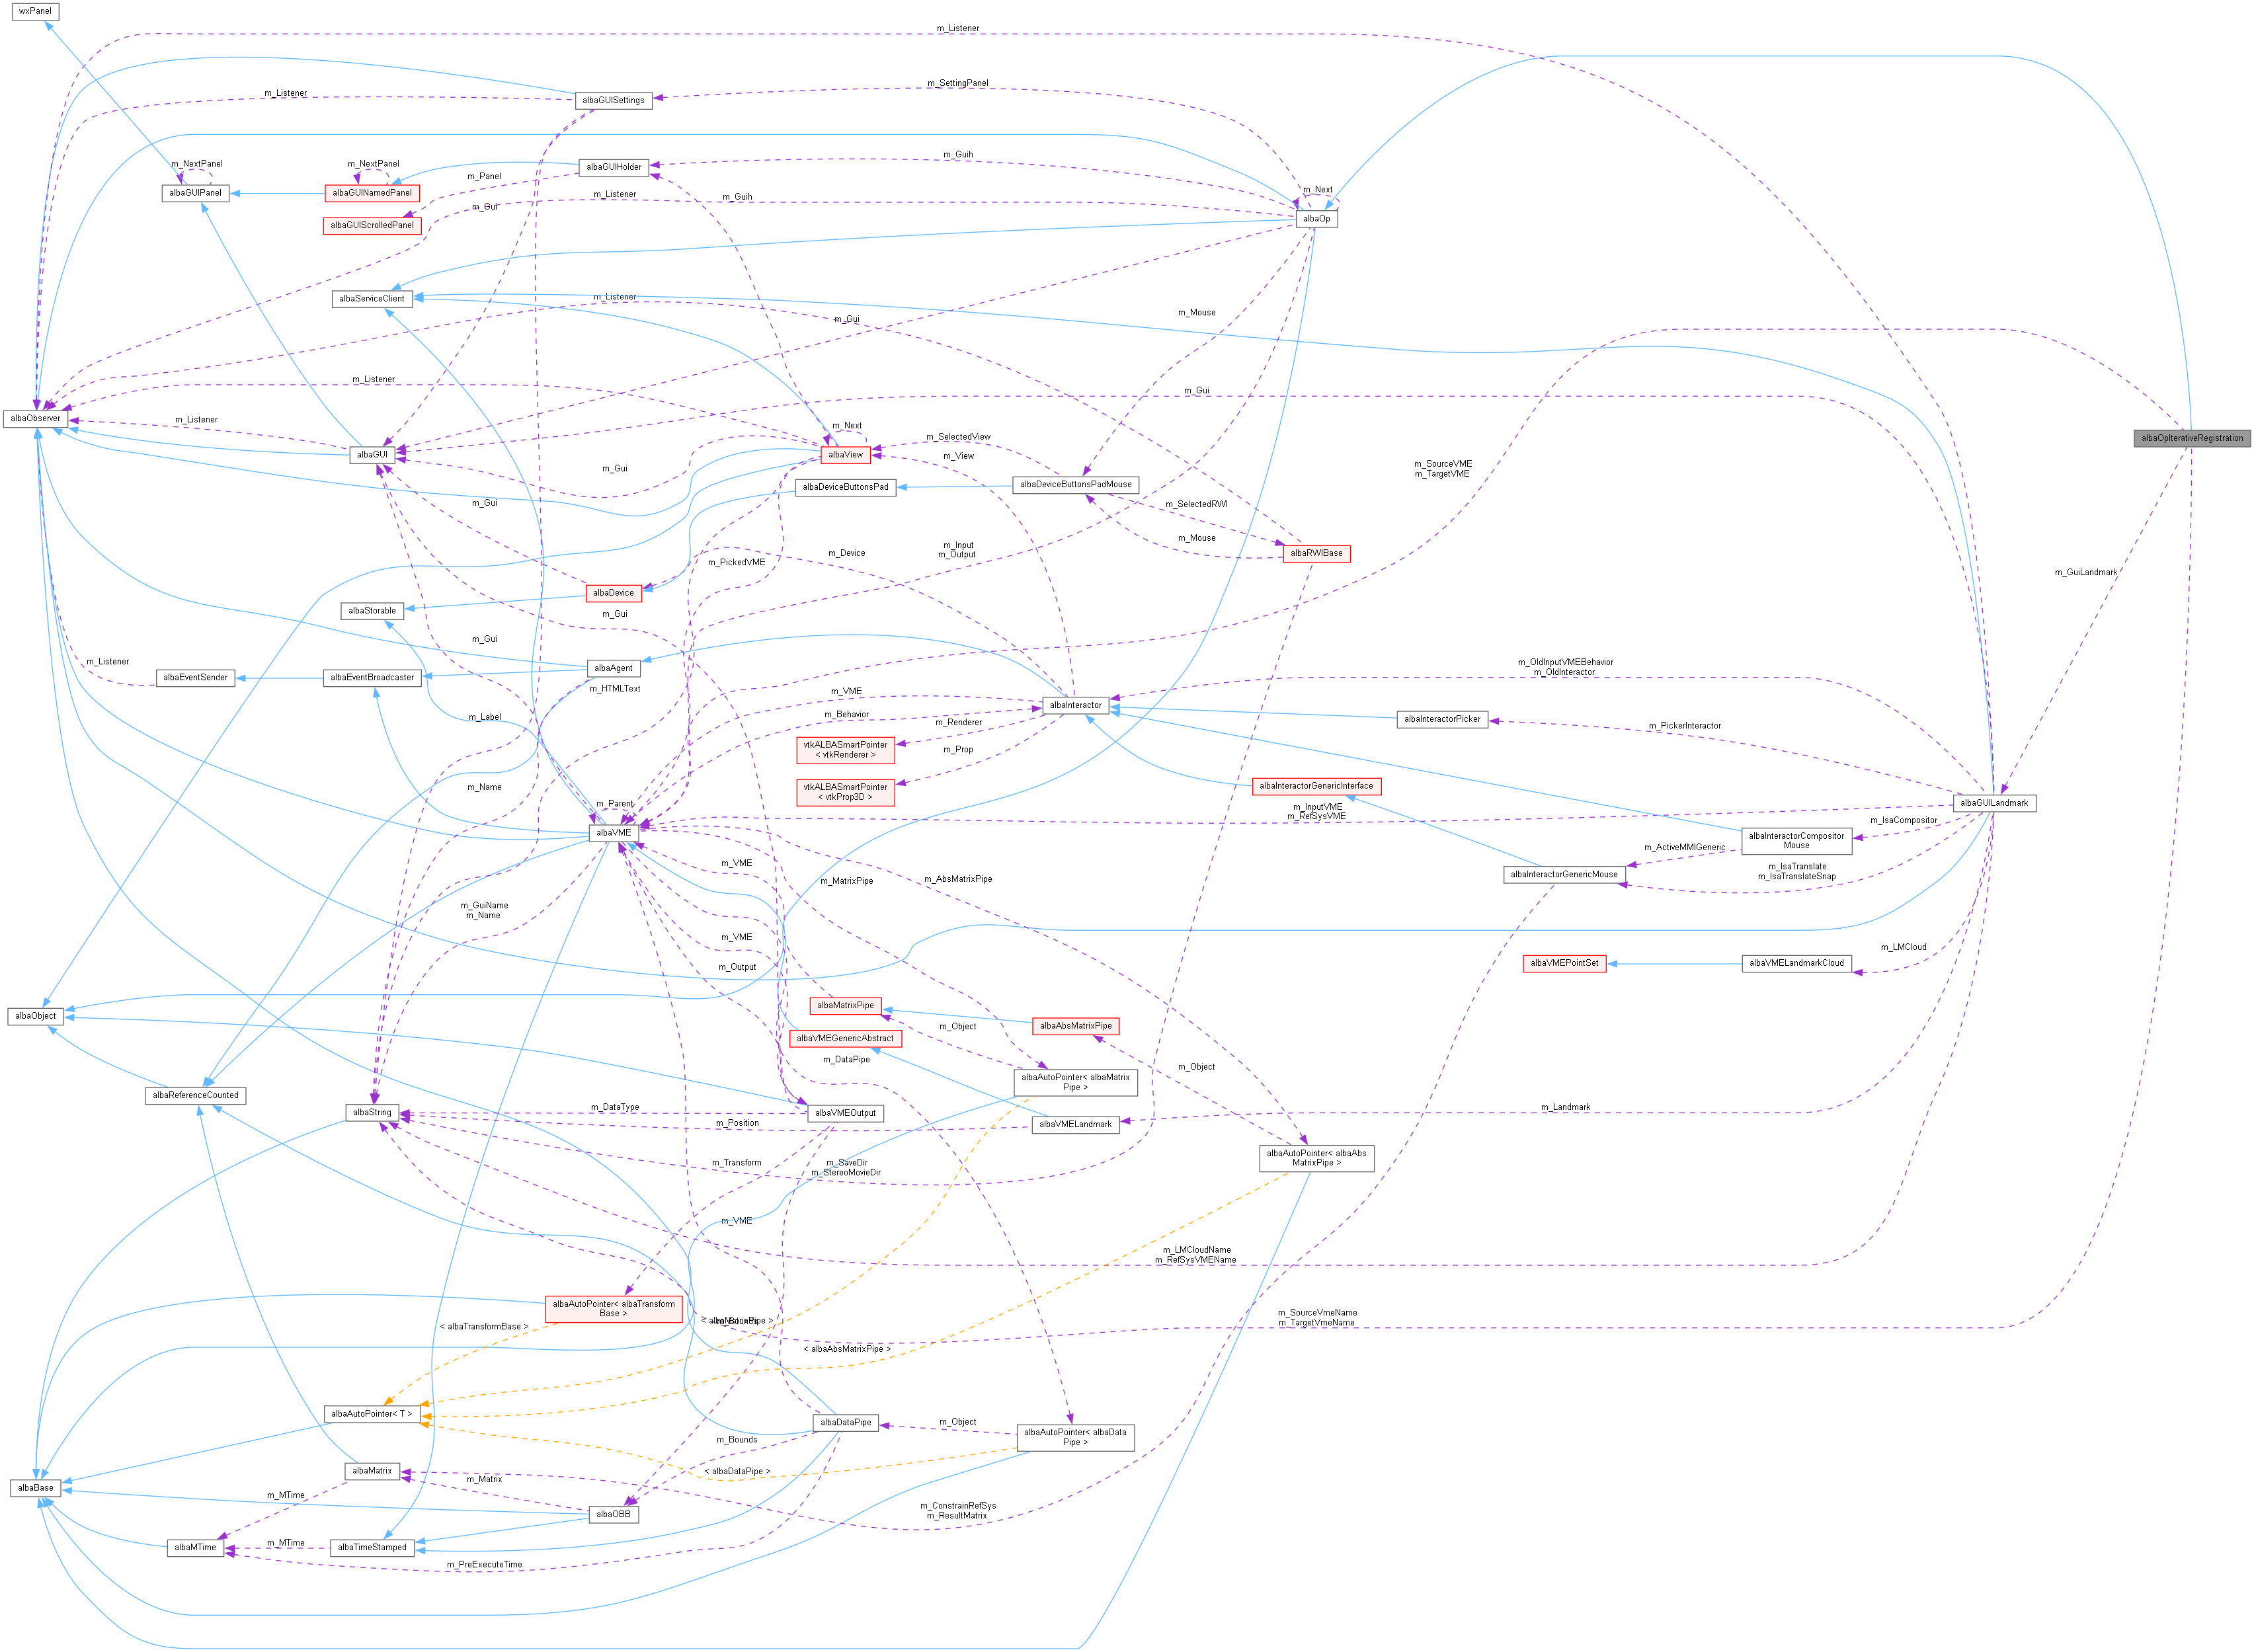 wxPanel
m_Listener
m_SettingPanel
m_Listener
albaGUISettings
m_NextPanel
m_NextPanel
albaGUIHolder
m_Guih
albaGUIPanel
albaGUINamedPanel
m_Panel
m_Listener
m_Guih
m_Next
m_Gui
albaGUIScrolledPanel
albaOp
albaServiceClient
m_Listener
m_Mouse
m_Gui
m_Listener
m_Gui
albaObserver
m_Listener
m_Next
m_SelectedView
albaOpIterativeRegistration
albaGUI
albaView
m_View
m_Gui
m_SourceVME
m_TargetVME
albaDeviceButtonsPad
albaDeviceButtonsPadMouse
m_Gui
m_SelectedRWI
m_Mouse
m_Input
m_Output
m_Device
albaRWIBase
m_PickedVME
m_GuiLandmark
albaDevice
albaStorable
m_Gui
m_Gui
m_Listener
albaEventSender
albaEventBroadcaster
albaAgent
m_OldInputVMEBehavior
m_OldInteractor
m_HTMLText
m_VME
albaInteractor
m_Label
m_Behavior
m_Renderer
albaInteractorPicker
m_PickerInteractor
vtkALBASmartPointer
< vtkRenderer >
m_Prop
m_Name
vtkALBASmartPointer
< vtkProp3D >
albaInteractorGenericInterface
albaGUILandmark
m_Parent
m_InputVME
m_RefSysVME
albaVME
m_IsaCompositor
albaInteractorCompositor
Mouse
m_ActiveMMIGeneric
m_VME
m_AbsMatrixPipe
m_MatrixPipe
albaInteractorGenericMouse
m_IsaTranslate
m_IsaTranslateSnap
m_GuiName
m_Name
m_VME
m_LMCloud
m_Output
albaVMEPointSet
albaVMELandmarkCloud
albaObject
albaMatrixPipe
m_Object
albaAbsMatrixPipe
albaVMEGenericAbstract
m_DataPipe
m_Object
albaAutoPointer< albaMatrix
Pipe >
albaReferenceCounted
m_DataType
albaString
albaVMEOutput
m_Landmark
m_Position
albaVMELandmark
albaAutoPointer< albaAbs
MatrixPipe >
m_Transform
m_SaveDir
m_StereoMovieDir
m_VME
m_LMCloudName
m_RefSysVMEName
albaAutoPointer< albaTransform
Base >
< albaTransformBase >
< albaMatrixPipe >
m_Bounds
m_SourceVmeName
m_TargetVmeName
< albaAbsMatrixPipe >
albaAutoPointer< T >
albaDataPipe
m_Object
albaAutoPointer< albaData
Pipe >
m_Bounds
albaMatrix
< albaDataPipe >
m_Matrix
albaBase
m_MTime
albaOBB
m_ConstrainRefSys
m_ResultMatrix
albaMTime
m_MTime
albaTimeStamped
m_PreExecuteTime